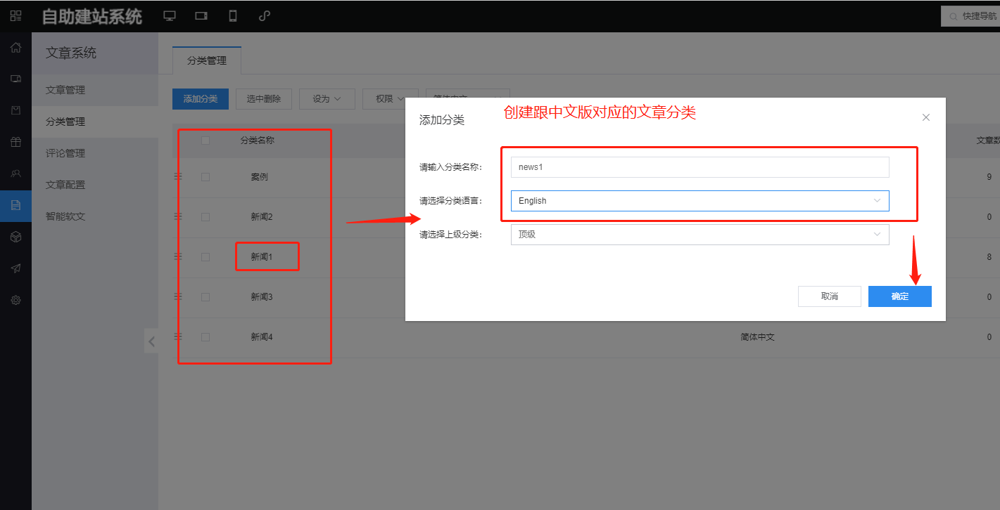 自助建站系统
快捷导航
文章系统
文章管理
分类管理
评论管理
文章配置
智能软文
分类管理
添加分类
选中删除
设为
权限
简体中文
分类名称
文章数
案例
9
新闻2
0
新闻1
8
新闻3
0
新闻4
简体中文
0
添加分类
创建跟中文版对应的文章分类
请输入分类名称:
news1
请选择分类语言:
English
请选择上级分类:
顶级
取消
确定